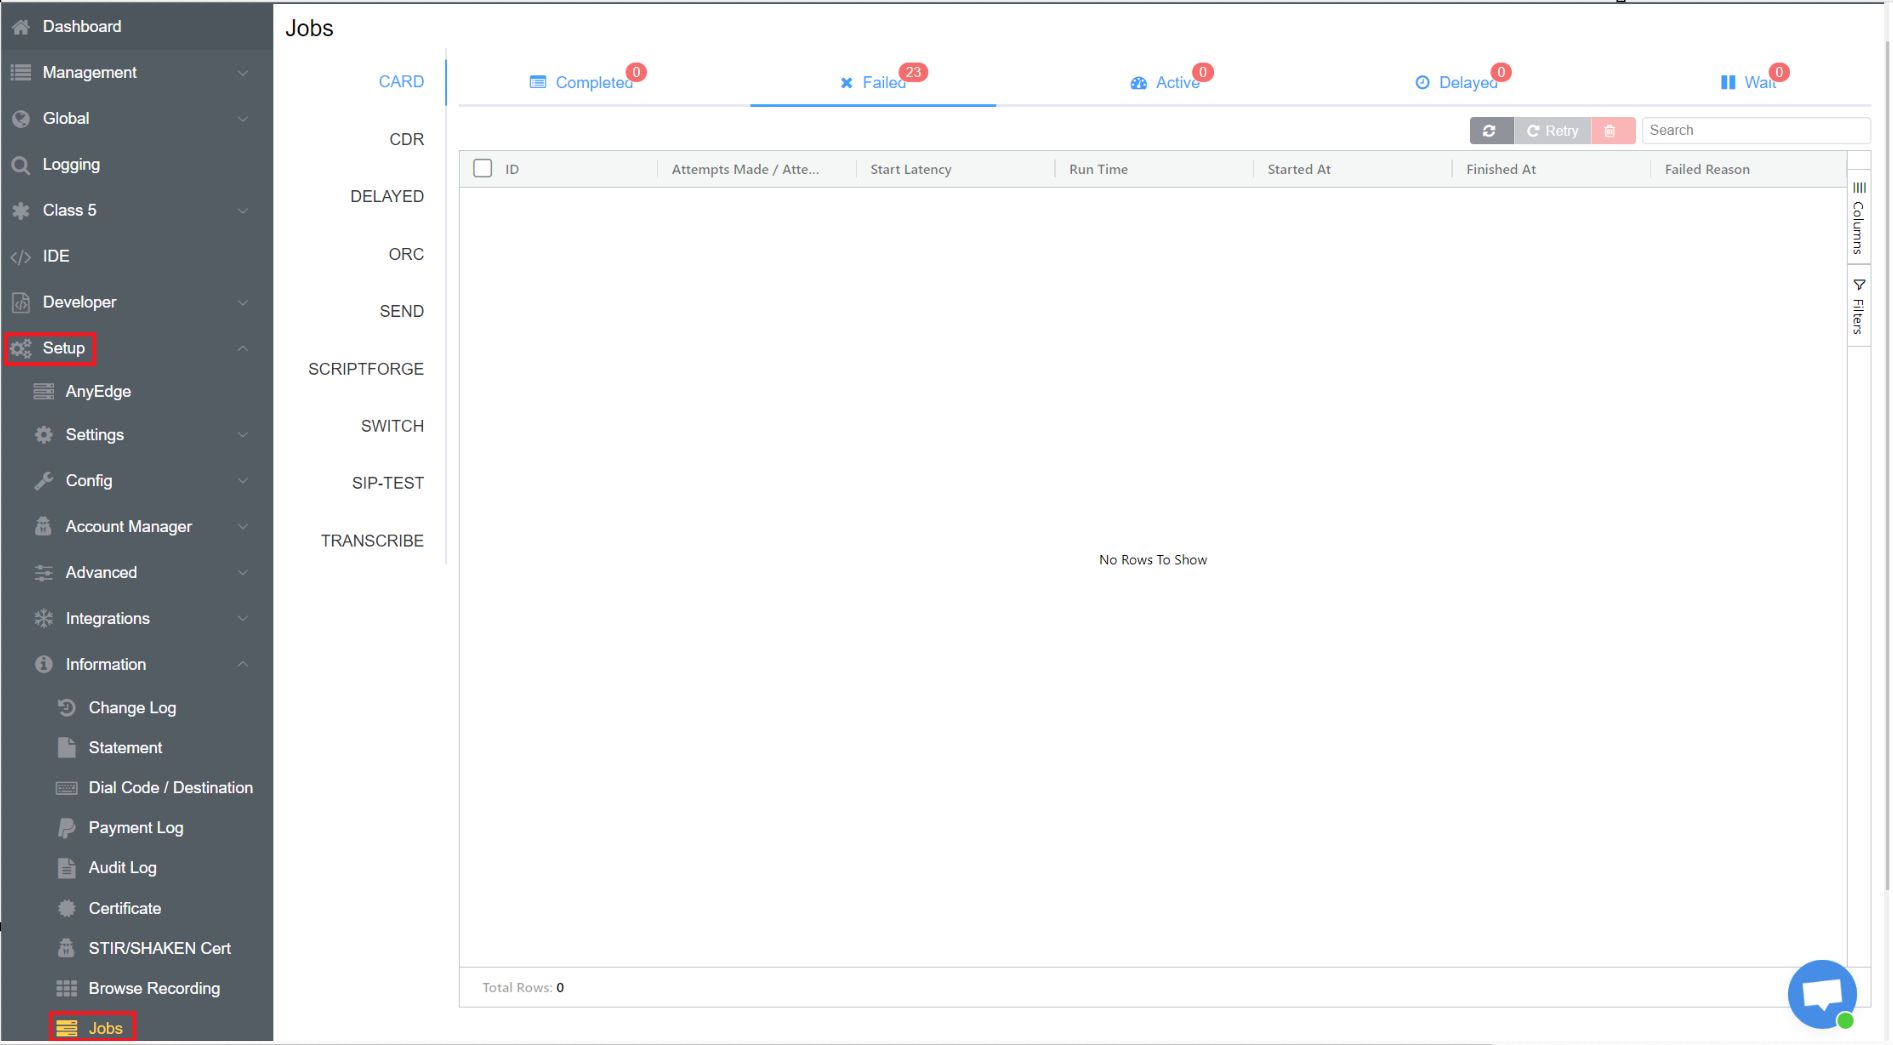 Dashboard
Management
Global
Logging
Class 5
IDE
Developer
Setup
AnyEdge
Settings
Config
Account Manager
Advanced
Integrations
Information
Change Log
Statement
Dial Code / Destination
Payment Log
Audit Log
Certificate
STIR/SHAKEN Cert
Browse Recording
Jobs
Jobs
CARD
CDR
DELAYED
ORC
SEND
SCRIPTFORGE
SWITCH
SIP-TEST
TRANSCRIBE
Completed 0
Failed 23
Active 0
Delayed 0
Wait 0
Retry
Search
ID
Attempts Made / Atte...
Start Latency
Run Time
Started At
Finished At
Failed Reason
Columns
Filters
No Rows To Show
Total Rows: 0